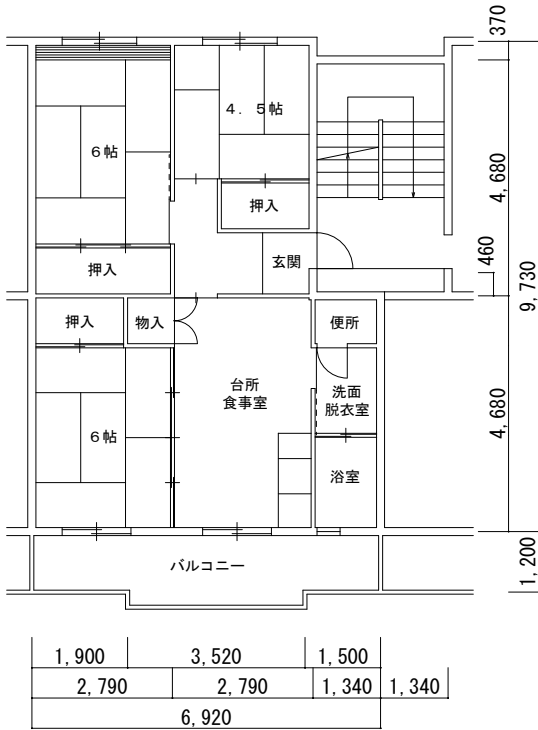 370
4．5帖
6帖
4,680
押入
460
玄関
押入
9,730
押入
物入
便所
台所
食事室
洗面
脱衣室
4,680
6帖
浴室
バルコニー
1,200
1,900
3,520
1,500
2,790
2,790
1,340
1,340
6,920